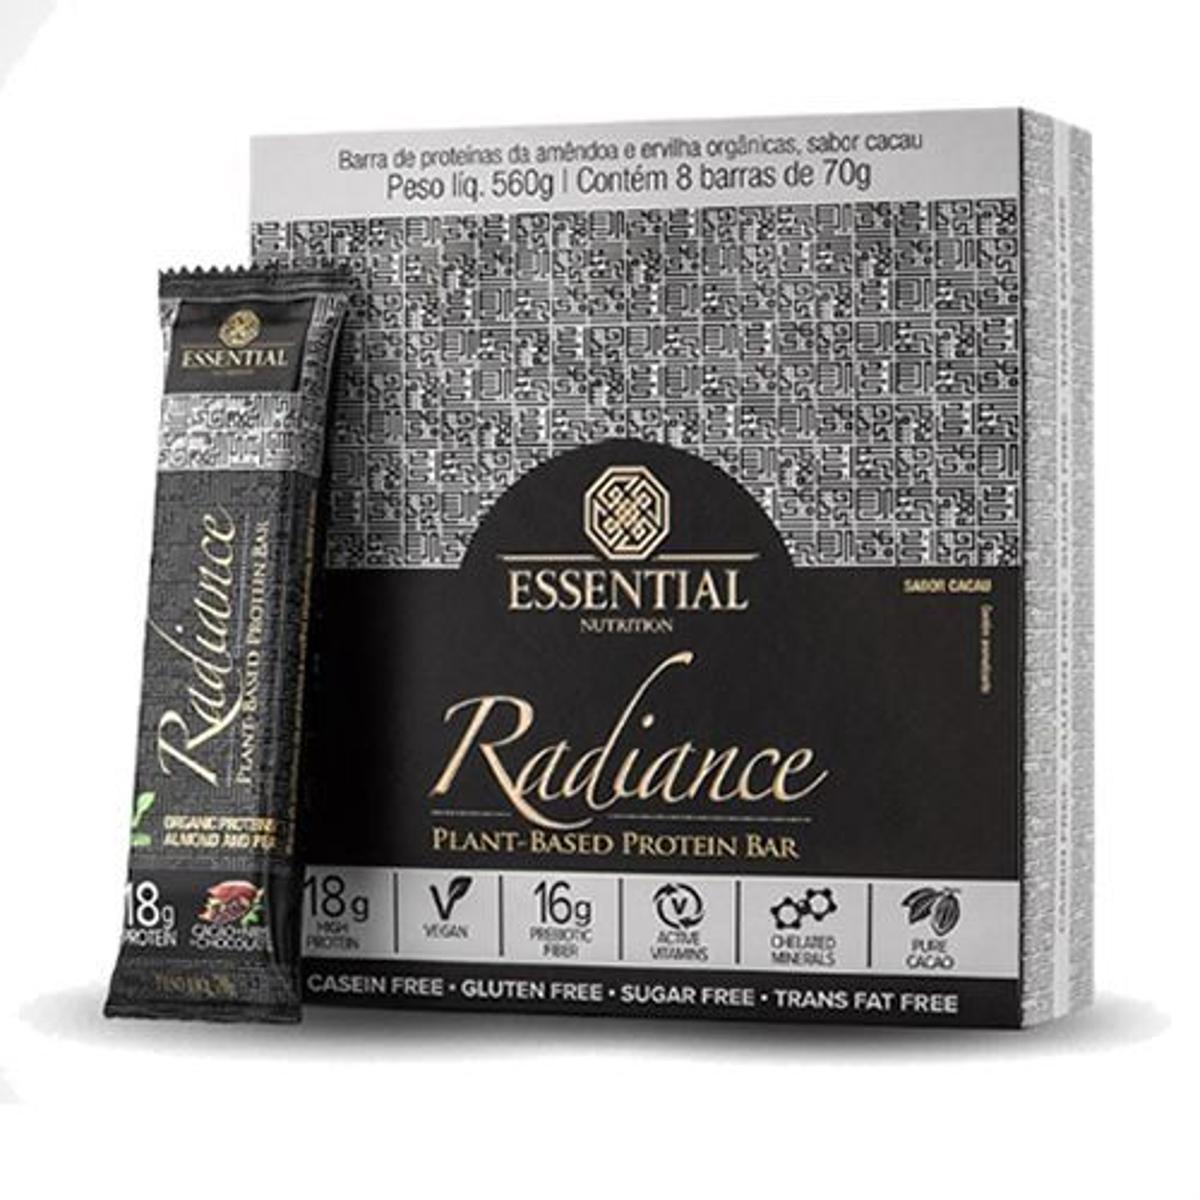 Barra de proteínas da amêndoa e ervilha orgânicas, sabor cacau
Peso líq. 560g | Contém 8 barras de 70g
ESSENTIAL
NUTRITION
SABOR CACAU
Radiance
PLANT-BASED PROTEIN BAR
18g
HIGH
PROTEIN
VEGAN
16g
PREBIOTIC
FIBER
ACTIVE
VITAMINS
CHELATED
MINERALS
PURE
CACAO
CASEIN FREE • GLUTEN FREE • SUGAR FREE • TRANS FAT FREE
ESSENTIAL
Radiance
PLANT-BASED PROTEIN BAR
ORGANIC PROTEINS
ALMOND AND PEA
18g
PROTEIN